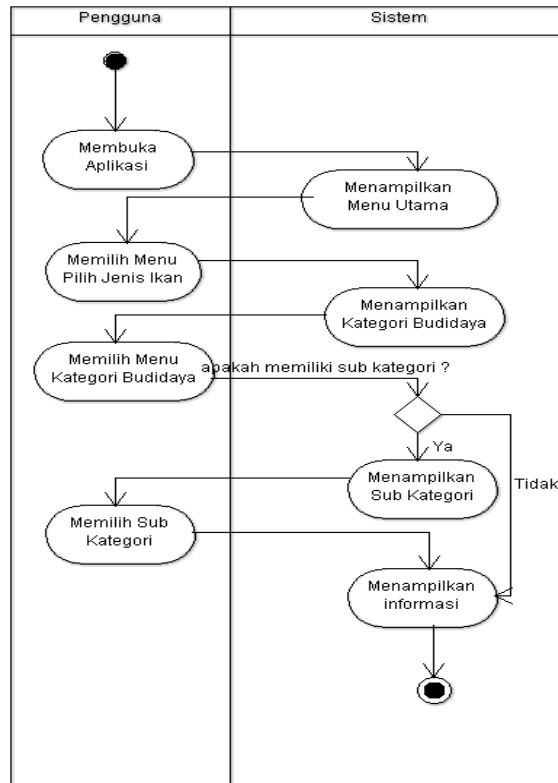 Pengguna
Sistem
Membuka
Aplikasi
Menampilkan
Menu Utama
Memilih Menu
Pilih Jenis Ikan
Menampilkan
Kategori Budidaya
Memilih Menu
Kategori Budidaya
apakah memiliki sub kategori ?
Ya
Tidak
Menampilkan
Sub Kategori
Memilih Sub
Kategori
Menampilkan
informasi